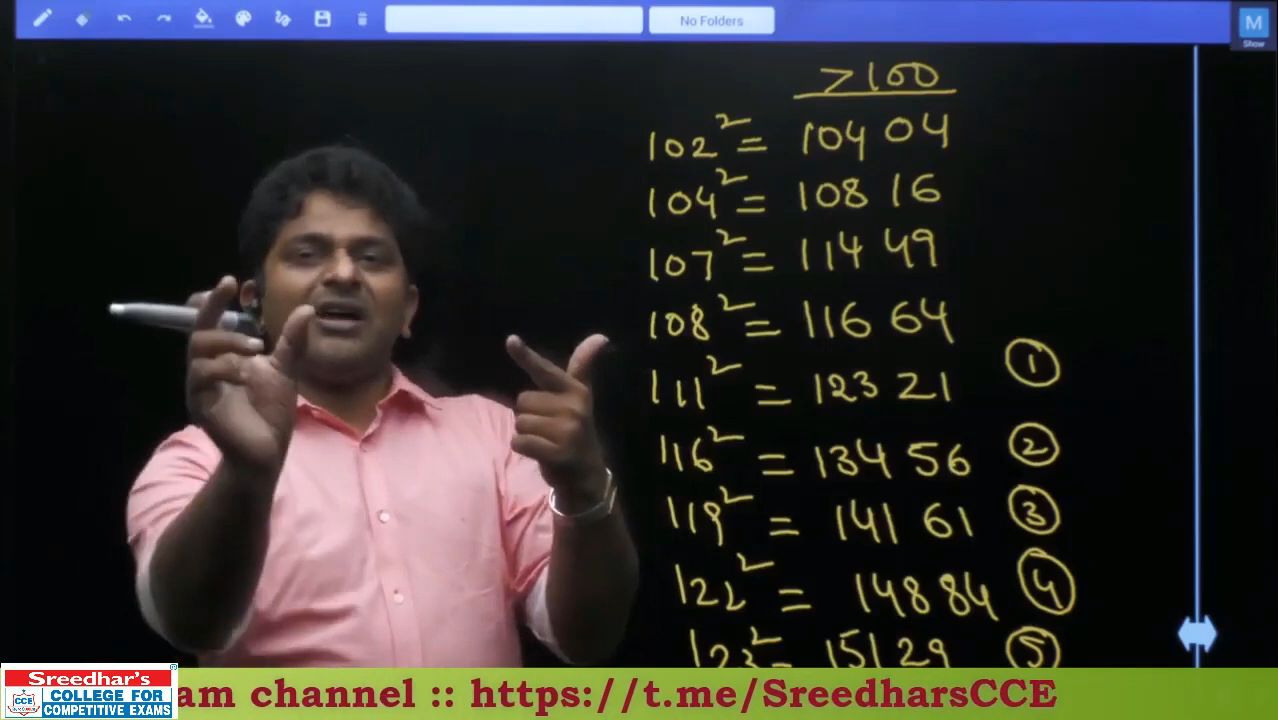 No Folders
M
Show
>100
102² = 104 04
104² = 108 16
107² = 114 49
108² = 116 64
111² = 123 21 ①
116² = 134 56 ②
119² = 141 61 ③
122² = 148 84 ④
123² = 151 29 ⑤
Sreedhar's ®
CCE
COLLEGE FOR
COMPETITIVE EXAMS
am channel :: https://t.me/SreedharsCCE